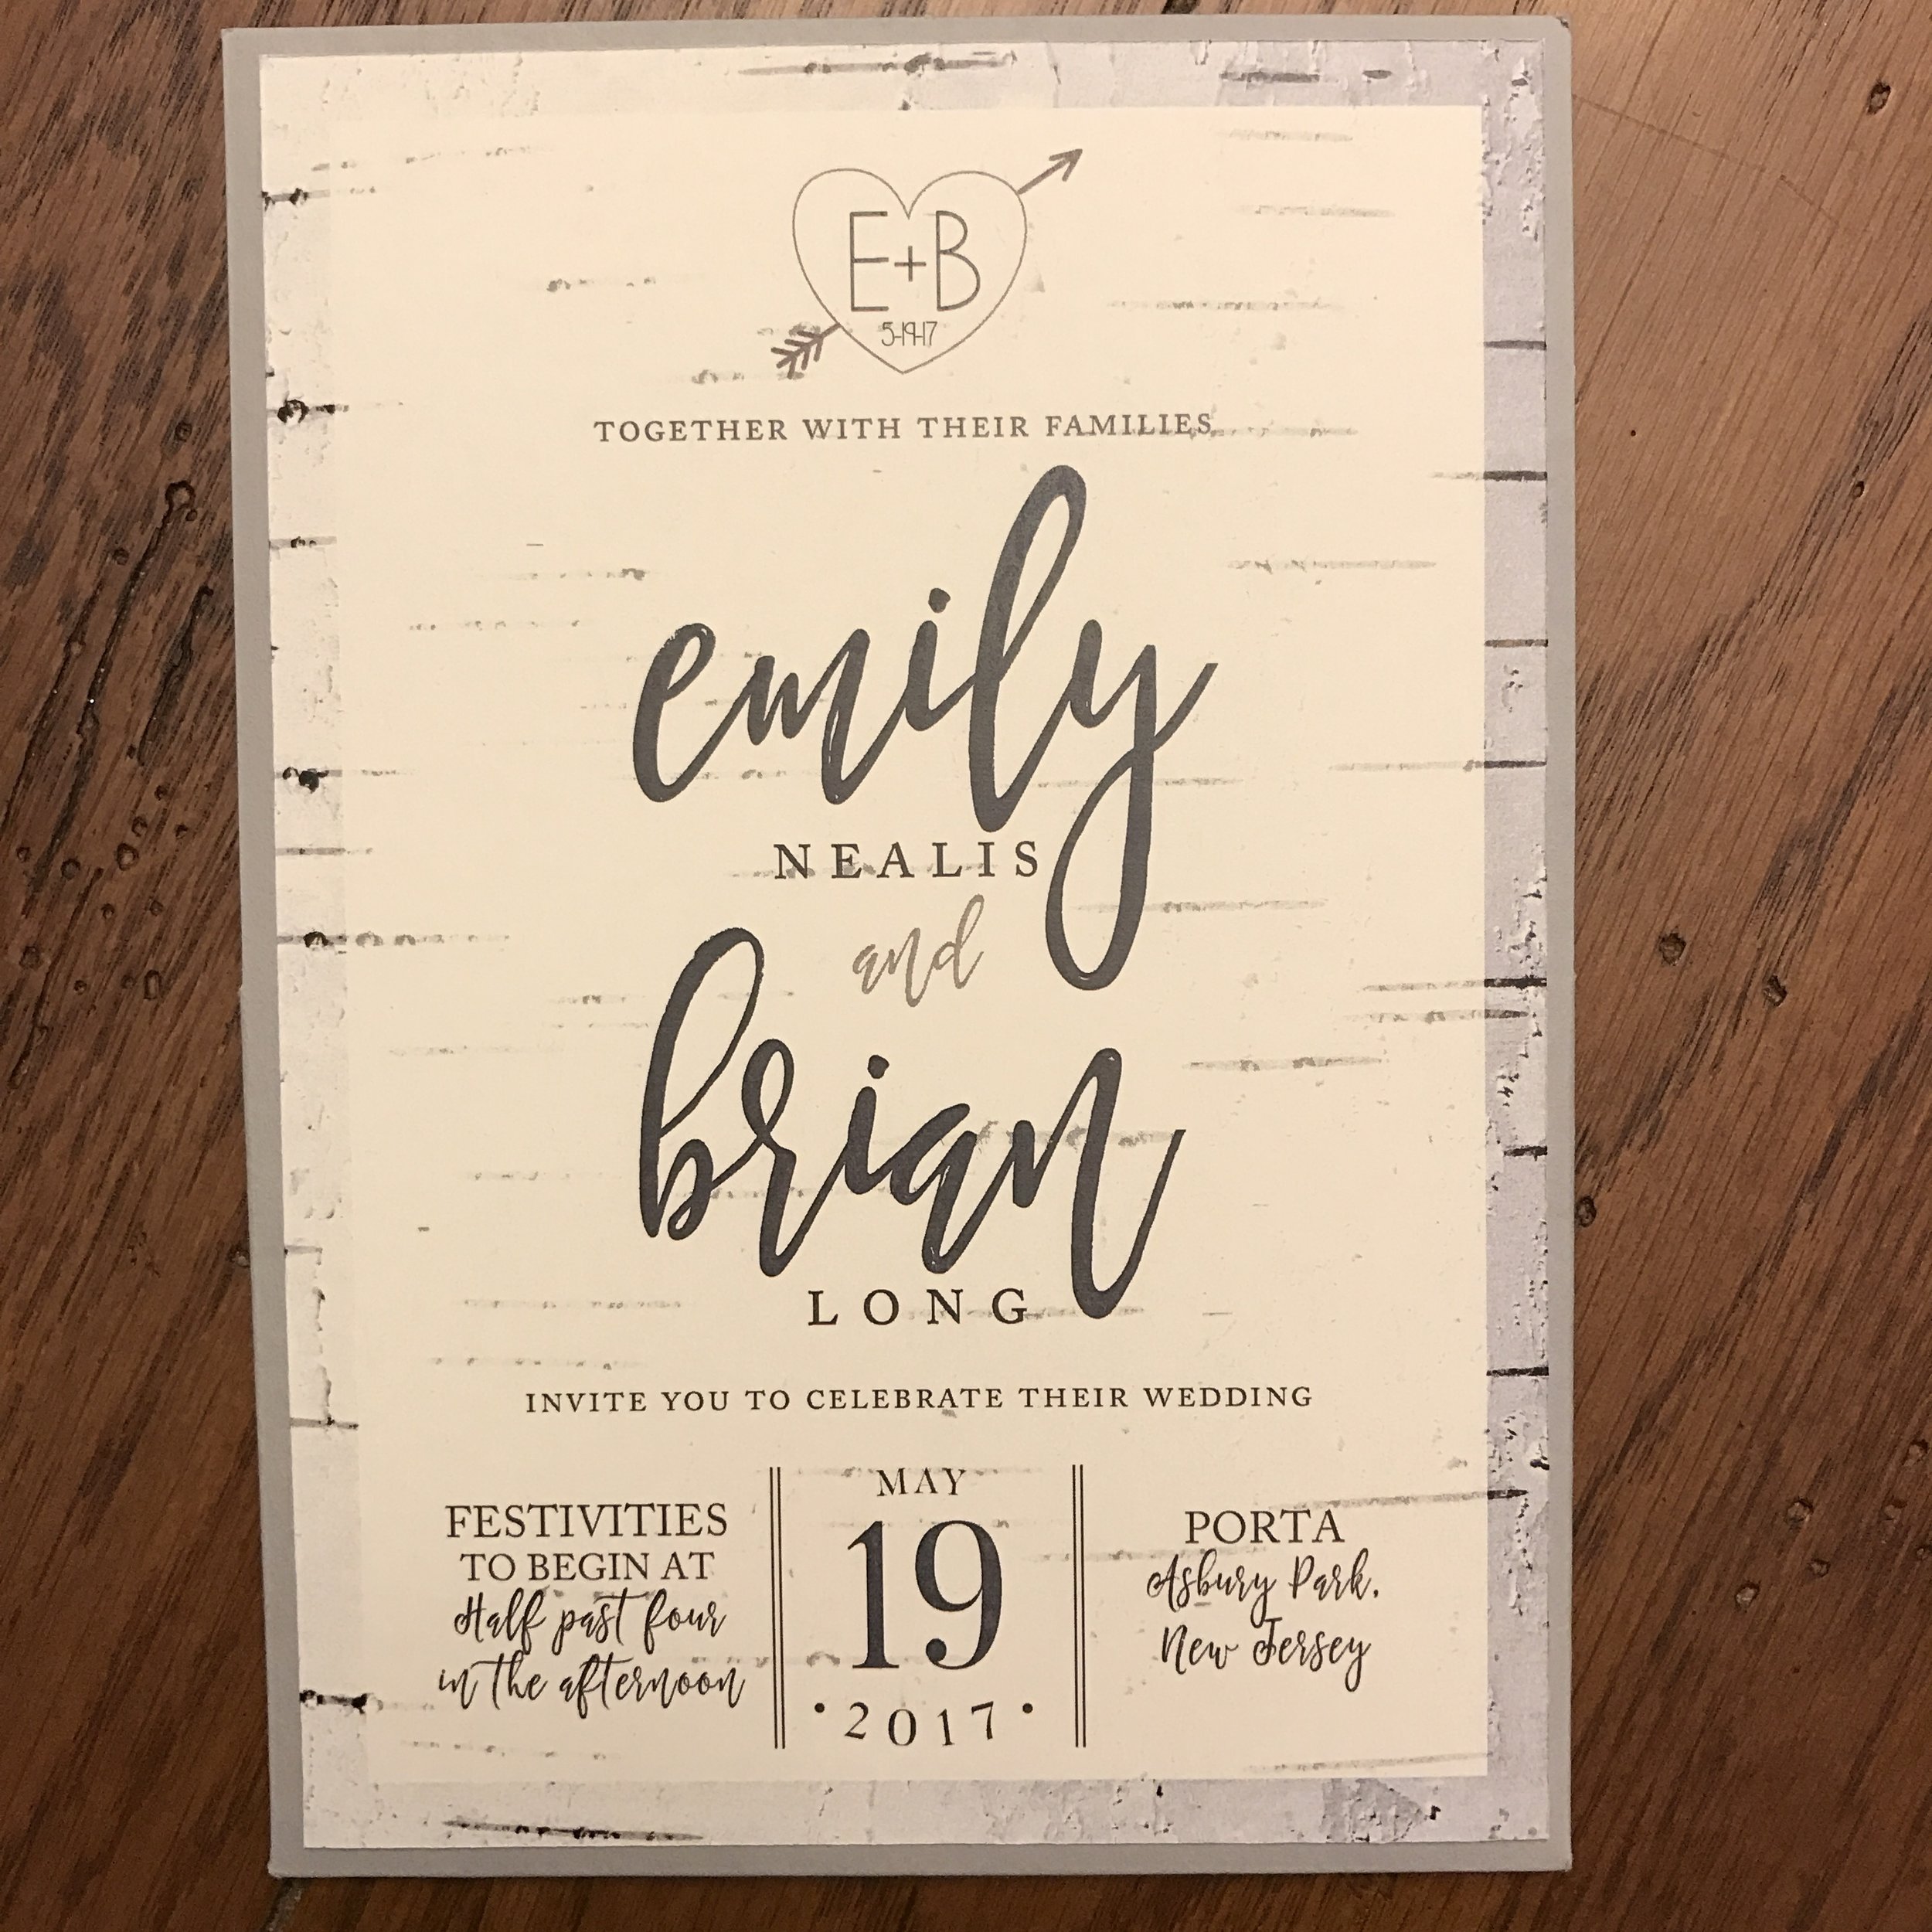 E+B
5-19-17
TOGETHER WITH THEIR FAMILIES
emily
NEALIS
and
brian
LONG
INVITE YOU TO CELEBRATE THEIR WEDDING
FESTIVITIES
TO BEGIN AT
Half past four
in the afternoon
MAY
19
• 2017 •
PORTA
Asbury Park,
New Jersey